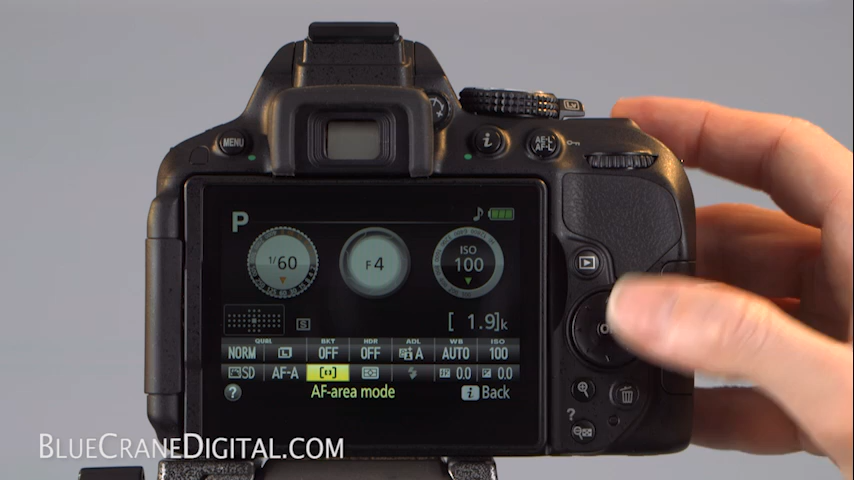 Lv
MENU
i
AE-L
AF-L
P
1/60
F4
ISO
100
[ 1.9]k
S
QUAL BKT HDR ADL WB ISO
NORM L OFF OFF A AUTO 100
SD AF-A [ ] 0.0 0.0
? AF-area mode i Back
?
BLUECRANEDIGITAL.COM